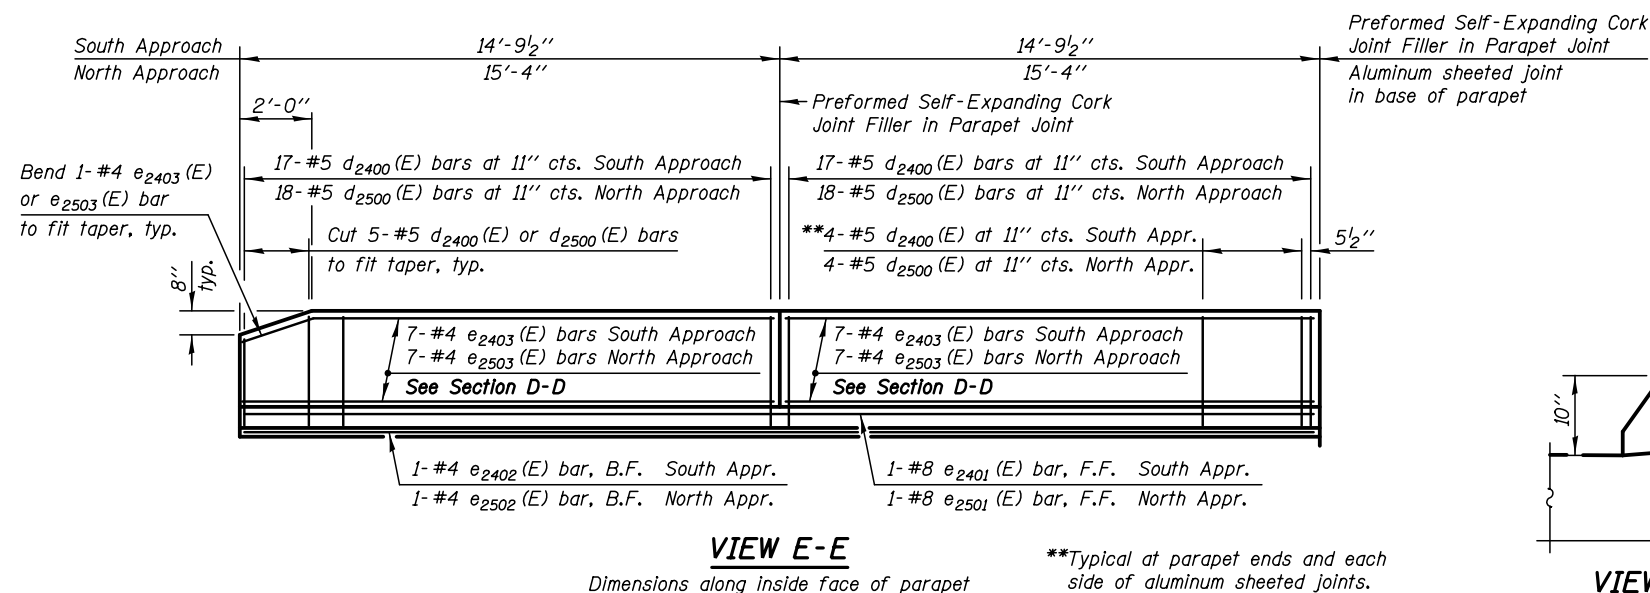 South Approach
North Approach
14'-9 1/2"
15'-4"
14'-9 1/2"
15'-4"
Preformed Self-Expanding Cork
Joint Filler in Parapet Joint
Aluminum sheeted joint
in base of parapet
2'-0"
Preformed Self-Expanding Cork
Joint Filler in Parapet Joint
Bend 1-#4 e2403(E)
or e2503(E) bar
to fit taper, typ.
17-#5 d2400(E) bars at 11" cts. South Approach
18-#5 d2500(E) bars at 11" cts. North Approach
17-#5 d2400(E) bars at 11" cts. South Approach
18-#5 d2500(E) bars at 11" cts. North Approach
Cut 5-#5 d2400(E) or d2500(E) bars
to fit taper, typ.
**4-#5 d2400(E) at 11" cts. South Appr.
4-#5 d2500(E) at 11" cts. North Appr.
5 1/2"
8"
typ.
7-#4 e2403(E) bars South Approach
7-#4 e2503(E) bars North Approach
See Section D-D
7-#4 e2403(E) bars South Approach
7-#4 e2503(E) bars North Approach
See Section D-D
10"
1-#4 e2402(E) bar, B.F. South Appr.
1-#4 e2502(E) bar, B.F. North Appr.
1-#8 e2401(E) bar, F.F. South Appr.
1-#8 e2501(E) bar, F.F. North Appr.
VIEW E-E
Dimensions along inside face of parapet
**Typical at parapet ends and each
side of aluminum sheeted joints.
VIEW